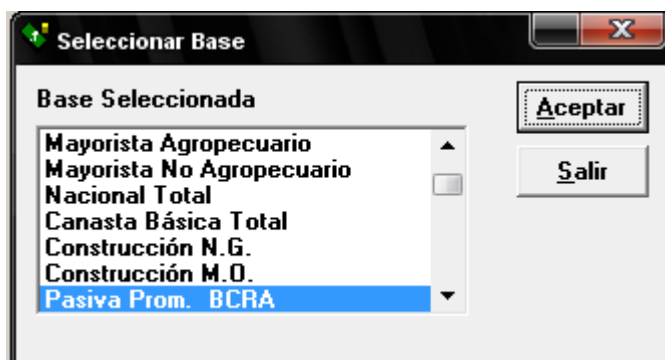 Seleccionar Base
Base Seleccionada
Mayorista Agropecuario
Mayorista No Agropecuario
Nacional Total
Canasta Básica Total
Construcción N.G.
Construcción M.O.
Pasiva Prom.  BCRA
Aceptar
Salir